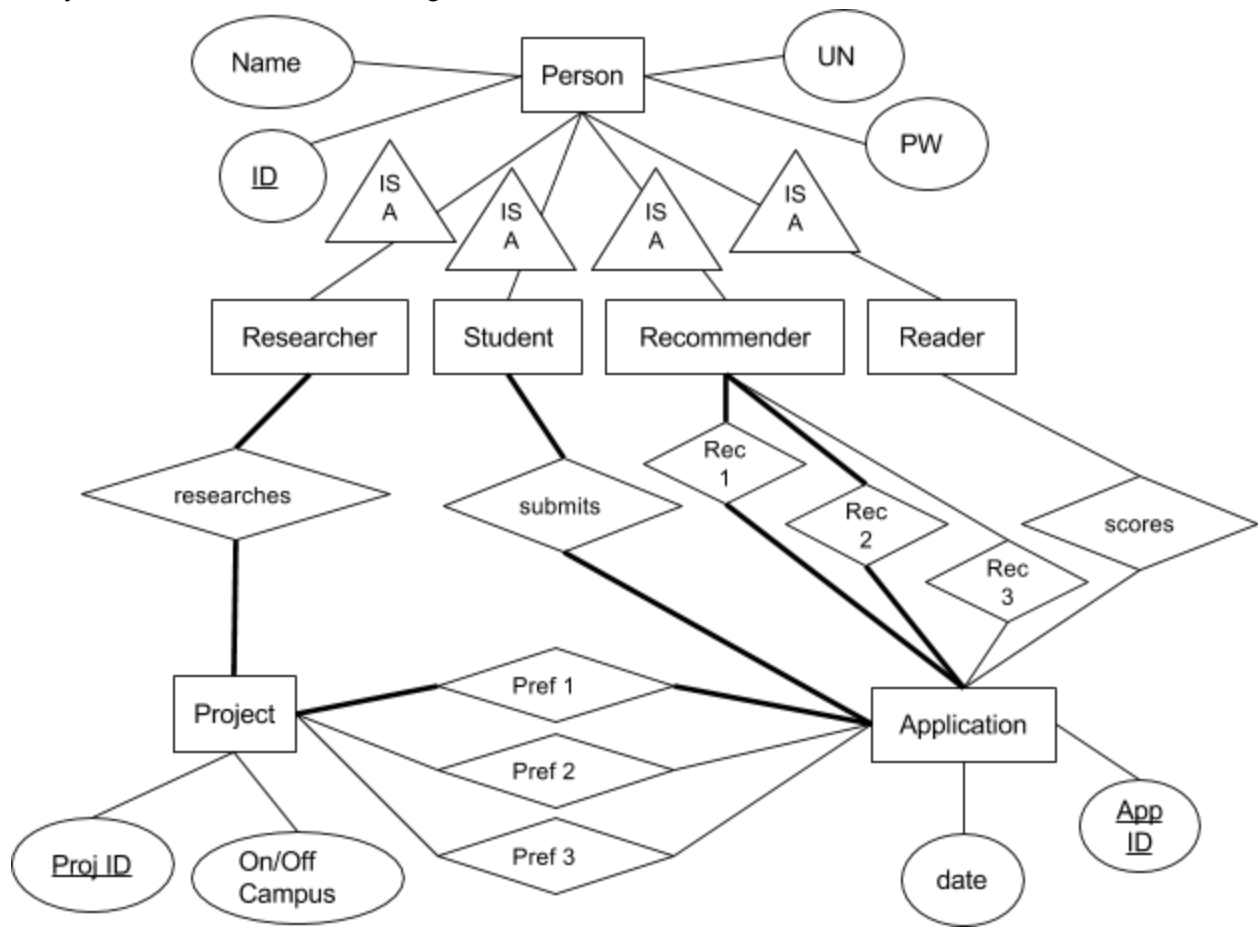 Name
Person
UN
ID
PW
IS
A
IS
A
IS
A
IS
A
Researcher
Student
Recommender
Reader
researches
submits
Rec
1
Rec
2
Rec
3
scores
Project
Pref 1
Pref 2
Pref 3
Application
Proj ID
On/Off
Campus
date
App
ID